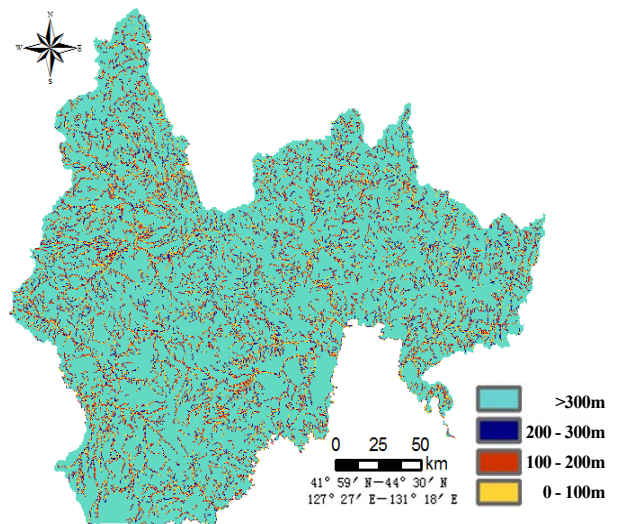 N
W E
S
>300m
200 - 300m
100 - 200m
0 - 100m
0 25 50
km
41° 59′ N—44° 30′ N
127° 27′ E—131° 18′ E